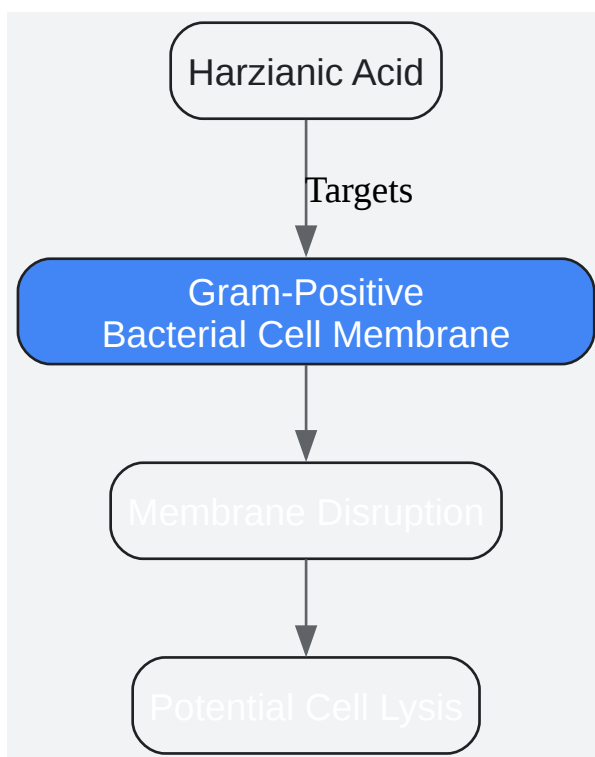 Harzianic Acid
Targets
Gram-Positive
Bacterial Cell Membrane
Membrane Disruption
Potential Cell Lysis